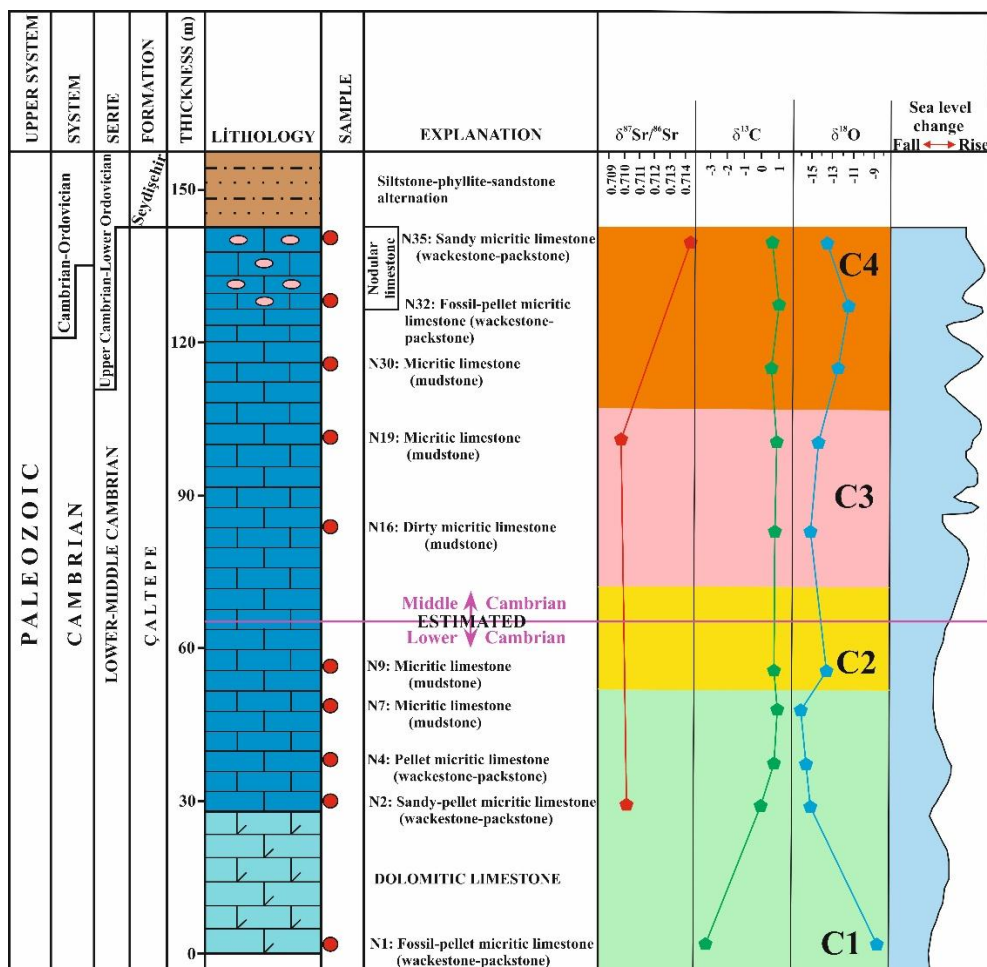 UPPER SYSTEM
SYSTEM
SERIE
FORMATION
THICKNESS (m)
LİTHOLOGY
SAMPLE
EXPLANATION
δ⁸⁷Sr/⁸⁶Sr
δ¹³C
δ¹⁸O
Sea level
change
Fall Rise
0.709
0.710
0.711
0.712
0.713
0.714
-3
-2
-1
0
1
-15
-13
-11
-9
PALEOZOIC
CAMBRIAN
Cambrian-Ordovician
LOWER-MIDDLE CAMBRIAN
Upper Cambrian-Lower Ordovician
ÇALTEPE
Seydişehir
150
120
90
60
30
0
Siltstone-phyllite-sandstone
alternation
Nodular
limestone
N35: Sandy micritic limestone
(wackestone-packstone)
N32: Fossil-pellet micritic
limestone (wackestone-
packstone)
N30: Micritic limestone
(mudstone)
N19: Micritic limestone
(mudstone)
N16: Dirty micritic limestone
(mudstone)
Middle Cambrian
ESTIMATED
Lower Cambrian
N9: Micritic limestone
(mudstone)
N7: Micritic limestone
(mudstone)
N4: Pellet micritic limestone
(wackestone-packstone)
N2: Sandy-pellet micritic limestone
(wackestone-packstone)
DOLOMITIC LIMESTONE
N1: Fossil-pellet micritic limestone
(wackestone-packstone)
C4
C3
C2
C1